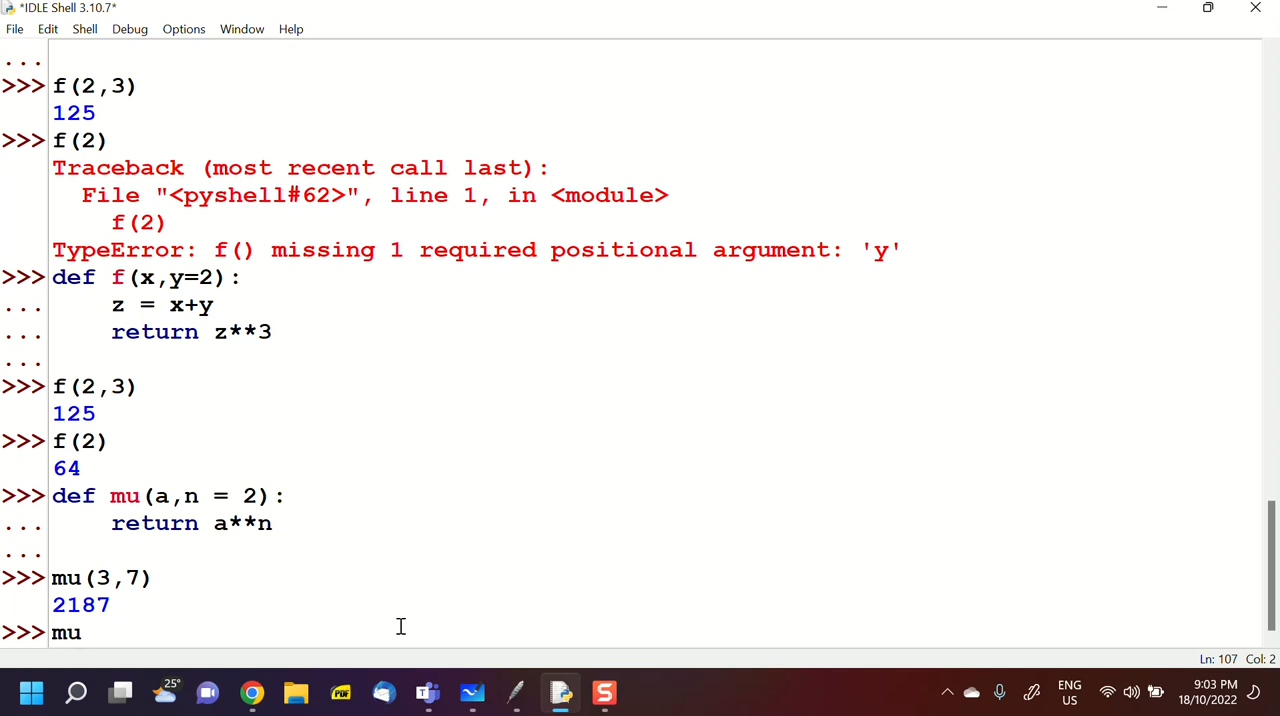 *IDLE Shell 3.10.7*
File Edit Shell Debug Options Window Help
...
>>> f(2,3)
125
>>> f(2)
Traceback (most recent call last):
  File "<pyshell#62>", line 1, in <module>
    f(2)
TypeError: f() missing 1 required positional argument: 'y'
>>> def f(x,y=2):
...     z = x+y
...     return z**3
...
>>> f(2,3)
125
>>> f(2)
64
>>> def mu(a,n = 2):
...     return a**n
...
>>> mu(3,7)
2187
>>> mu
Ln: 107 Col: 2
25°
PDF
S
ENG
US
9:03 PM
18/10/2022